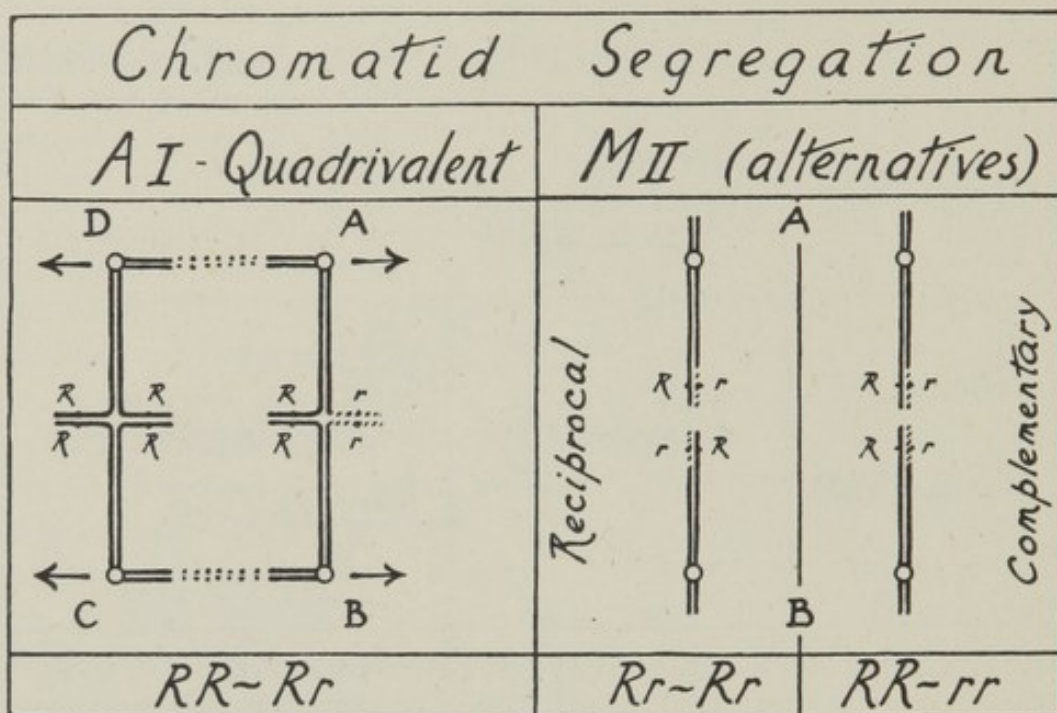 Chromatid Segregation
AI - Quadrivalent
MII (alternatives)
D A
R R R r
R R R r
C B
RR~Rr
Reciprocal
A
R r
r R
B
R r
R r
Complementary
Rr~Rr
RR~rr